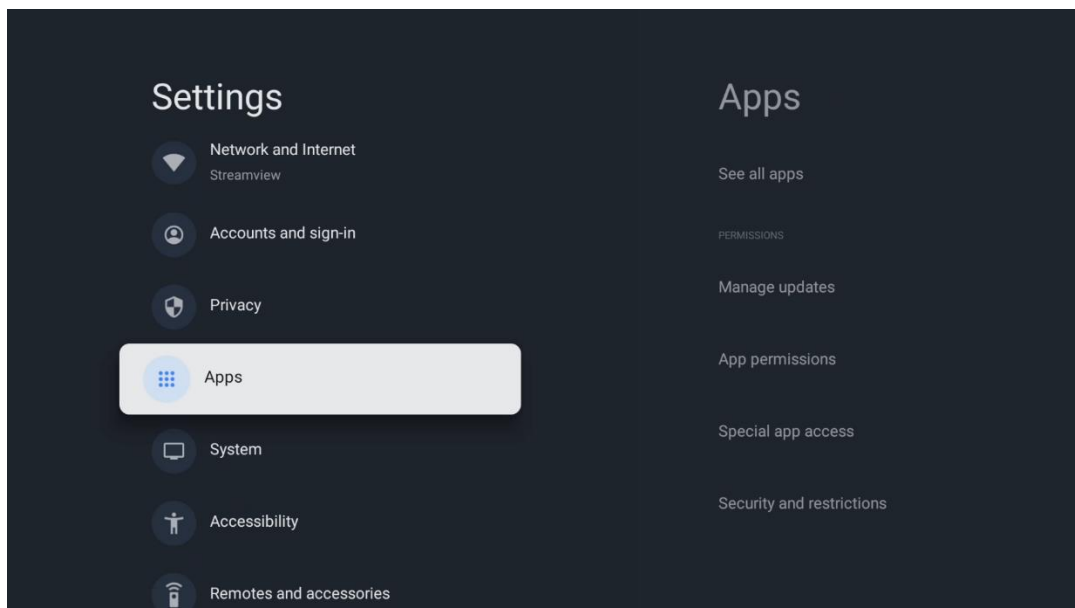 Settings
Network and Internet
Streamview
Accounts and sign-in
Privacy
Apps
System
Accessibility
Remotes and accessories
Apps
See all apps
PERMISSIONS
Manage updates
App permissions
Special app access
Security and restrictions